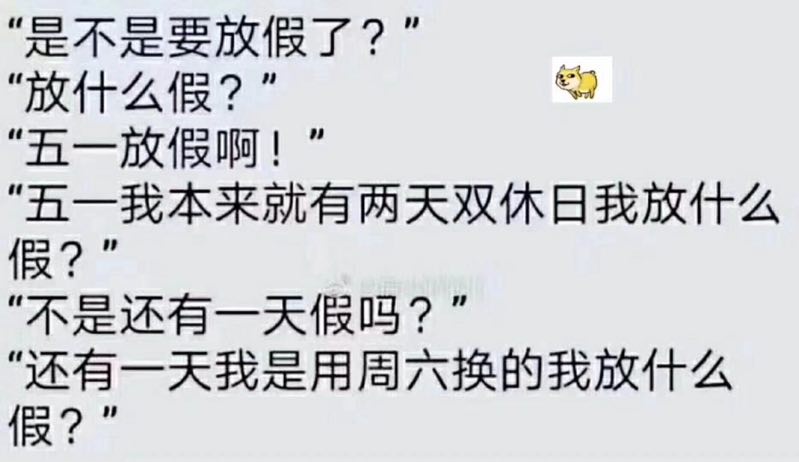 “是不是要放假了？”
“放什么假？”
“五一放假啊！”
“五一我本来就有两天双休日我放什么
假？”
“不是还有一天假吗？”
“还有一天我是用周六换的我放什么
假？”